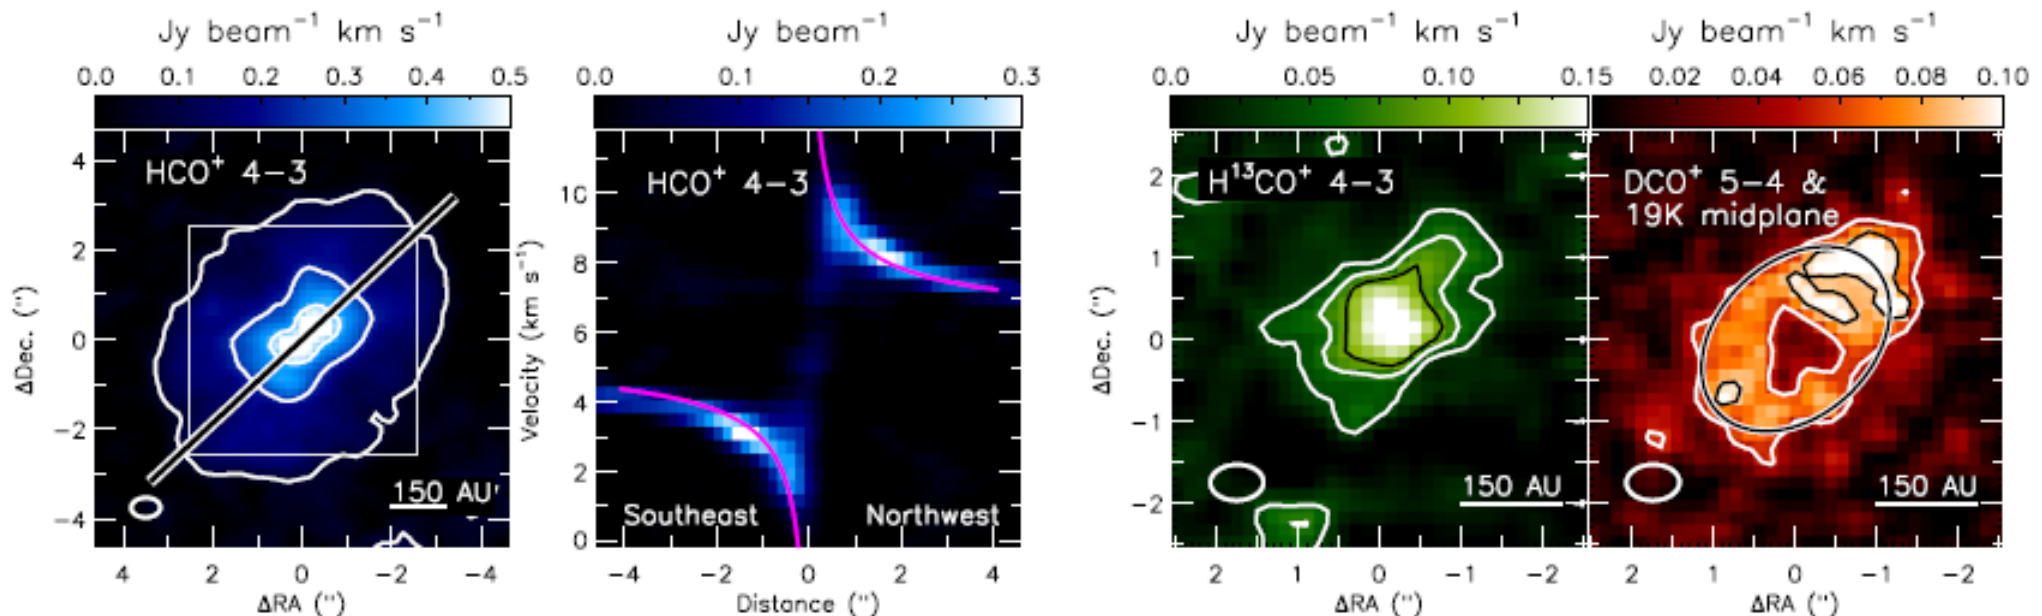 Jy beam⁻¹ km s⁻¹
0.0 0.1 0.2 0.3 0.4 0.5
HCO⁺ 4−3
150 AU
4
2
0
−2
−4
ΔDec. (")
4 2 0 −2 −4
ΔRA (")
Jy beam⁻¹
0.0 0.1 0.2 0.3
HCO⁺ 4−3
Southeast Northwest
10
8
6
4
2
0
Velocity (km s⁻¹)
−4 −2 0 2 4
Distance (")
Jy beam⁻¹ km s⁻¹
0.0 0.05 0.10 0.15
H¹³CO⁺ 4−3
150 AU
2
1
0
−1
−2
ΔDec. (")
2 1 0 −1 −2
ΔRA (")
Jy beam⁻¹ km s⁻¹
0.02 0.04 0.06 0.08 0.10
DCO⁺ 5−4 &
19K midplane
150 AU
2 1 0 −1 −2
ΔRA (")